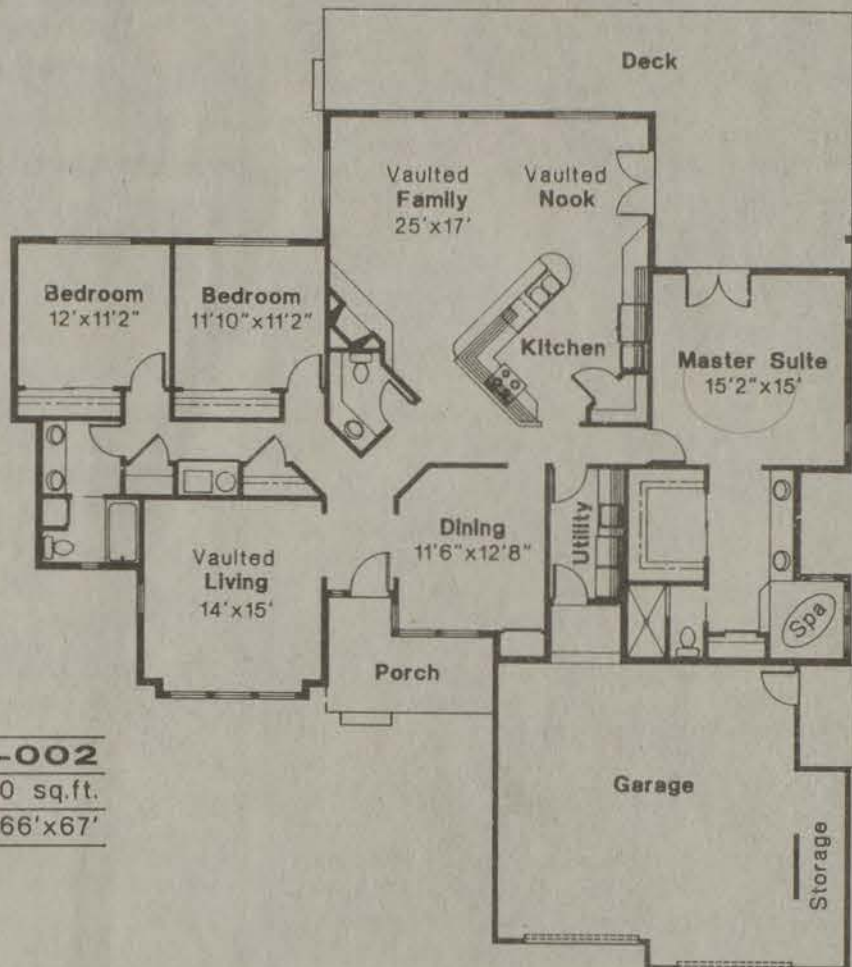 Deck
Vaulted
Family
25'x17'
Vaulted
Nook
Bedroom
12'x11'2"
Bedroom
11'10"x11'2"
Kitchen
Master Suite
15'2"x15'
Vaulted
Living
14'x15'
Dining
11'6"x12'8"
Utility
Spa
Porch
-002
0 sq.ft.
66'x67'
Garage
Storage